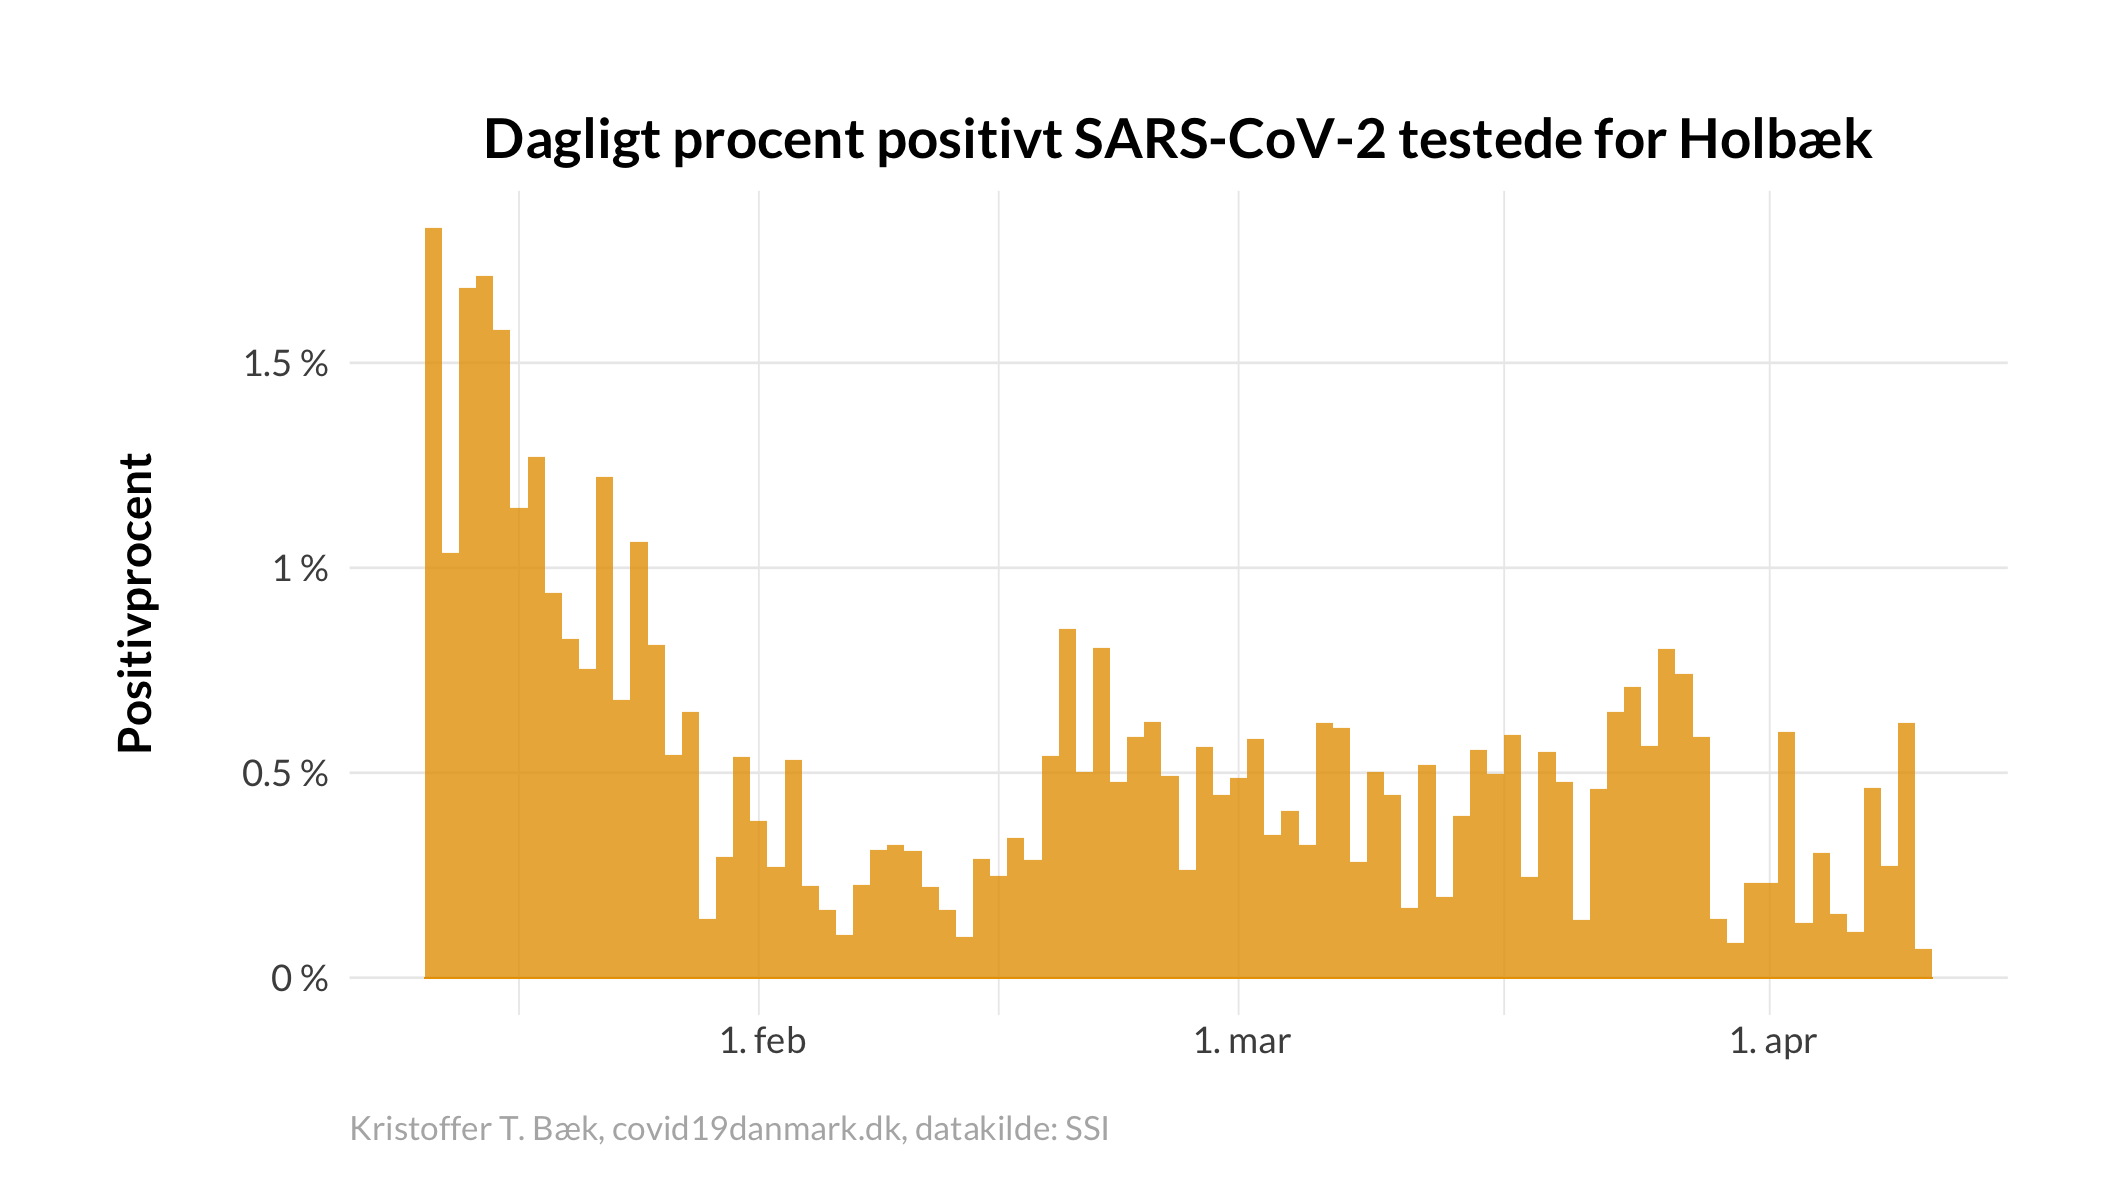 Dagligt procent positivt SARS-CoV-2 testede for Holbæk
Positivprocent
1.5 %
1 %
0.5 %
0 %
1. feb
1. mar
1. apr
Kristoffer T. Bæk, covid19danmark.dk, datakilde: SSI